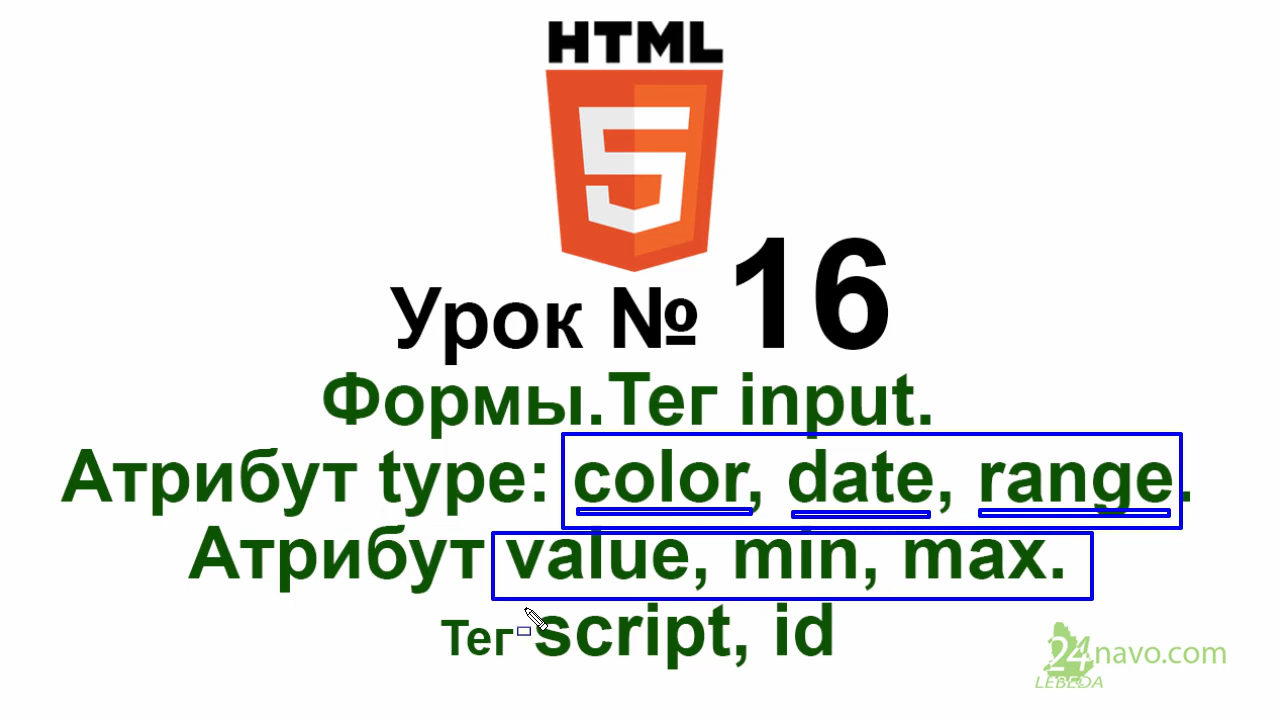 HTML
5
Урок № 16
Формы.Тег input.
Атрибут type: color, date, range.
Атрибут value, min, max.
Тег script, id
24navo.com
LEBEDA